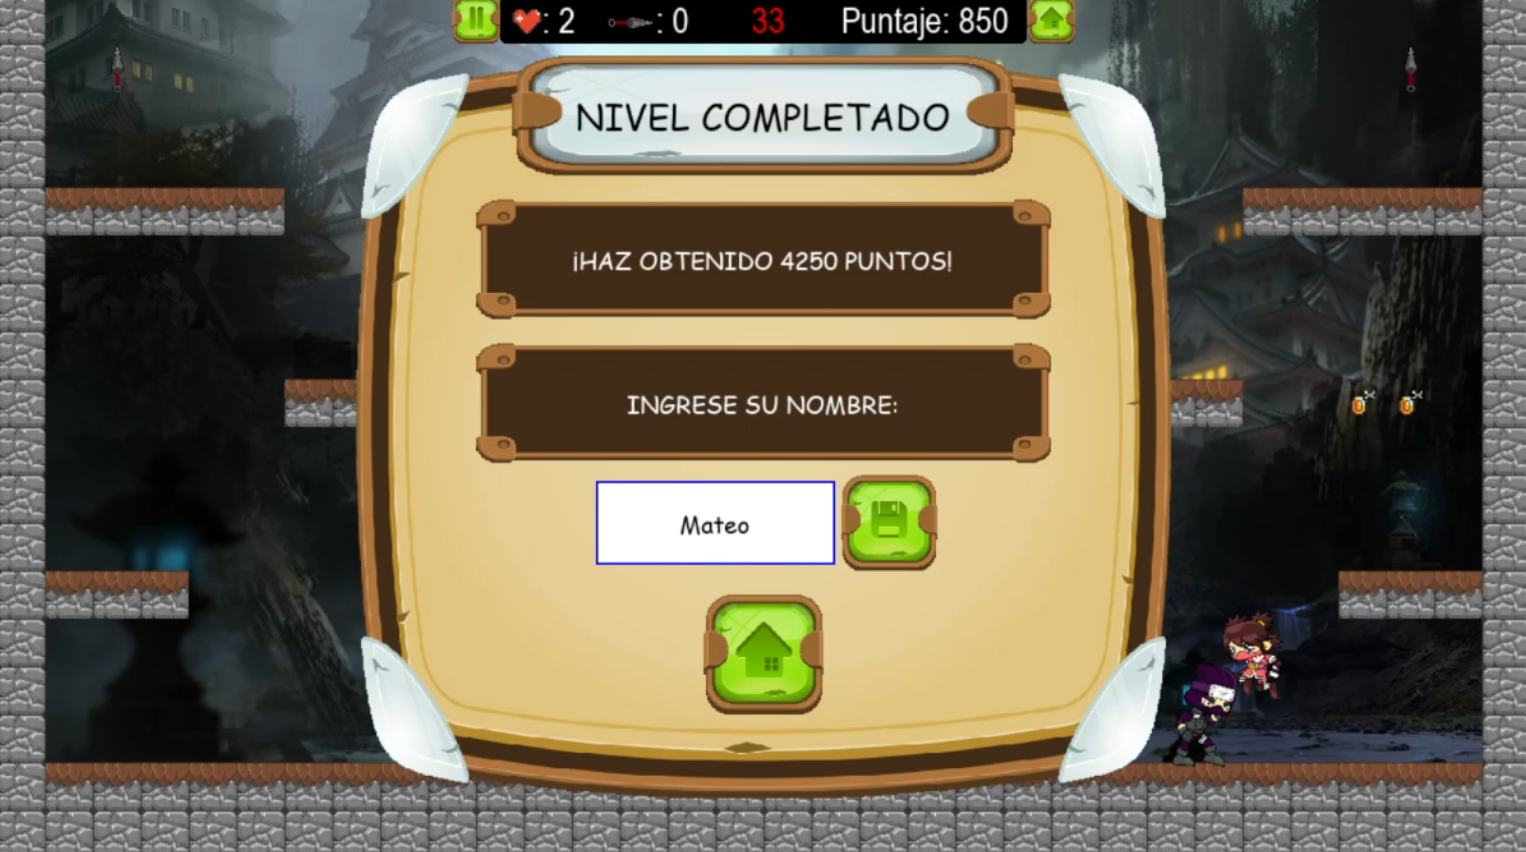 : 2 : 0 33 Puntaje: 850
NIVEL COMPLETADO
¡HAZ OBTENIDO 4250 PUNTOS!
INGRESE SU NOMBRE:
Mateo